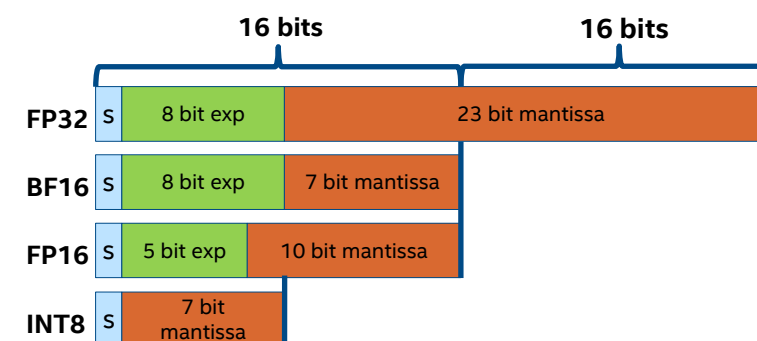 16 bits 16 bits
FP32 S 8 bit exp 23 bit mantissa
BF16 S 8 bit exp 7 bit mantissa
FP16 S 5 bit exp 10 bit mantissa
INT8 S 7 bit
mantissa